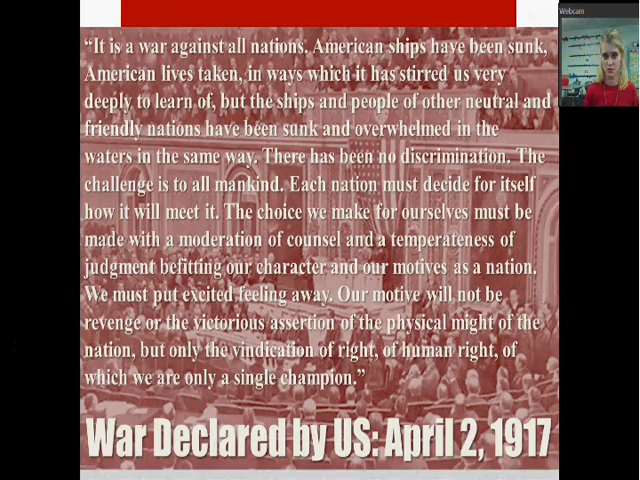 Webcam
“It is a war against all nations. American ships have been sunk,
American lives taken, in ways which it has stirred us very
deeply to learn of, but the ships and people of other neutral and
friendly nations have been sunk and overwhelmed in the
waters in the same way. There has been no discrimination. The
challenge is to all mankind. Each nation must decide for itself
how it will meet it. The choice we make for ourselves must be
made with a moderation of counsel and a temperateness of
judgment befitting our character and our motives as a nation.
We must put excited feeling away. Our motive will not be
revenge or the victorious assertion of the physical might of the
nation, but only the vindication of right, of human right, of
which we are only a single champion.”
War Declared by US: April 2, 1917